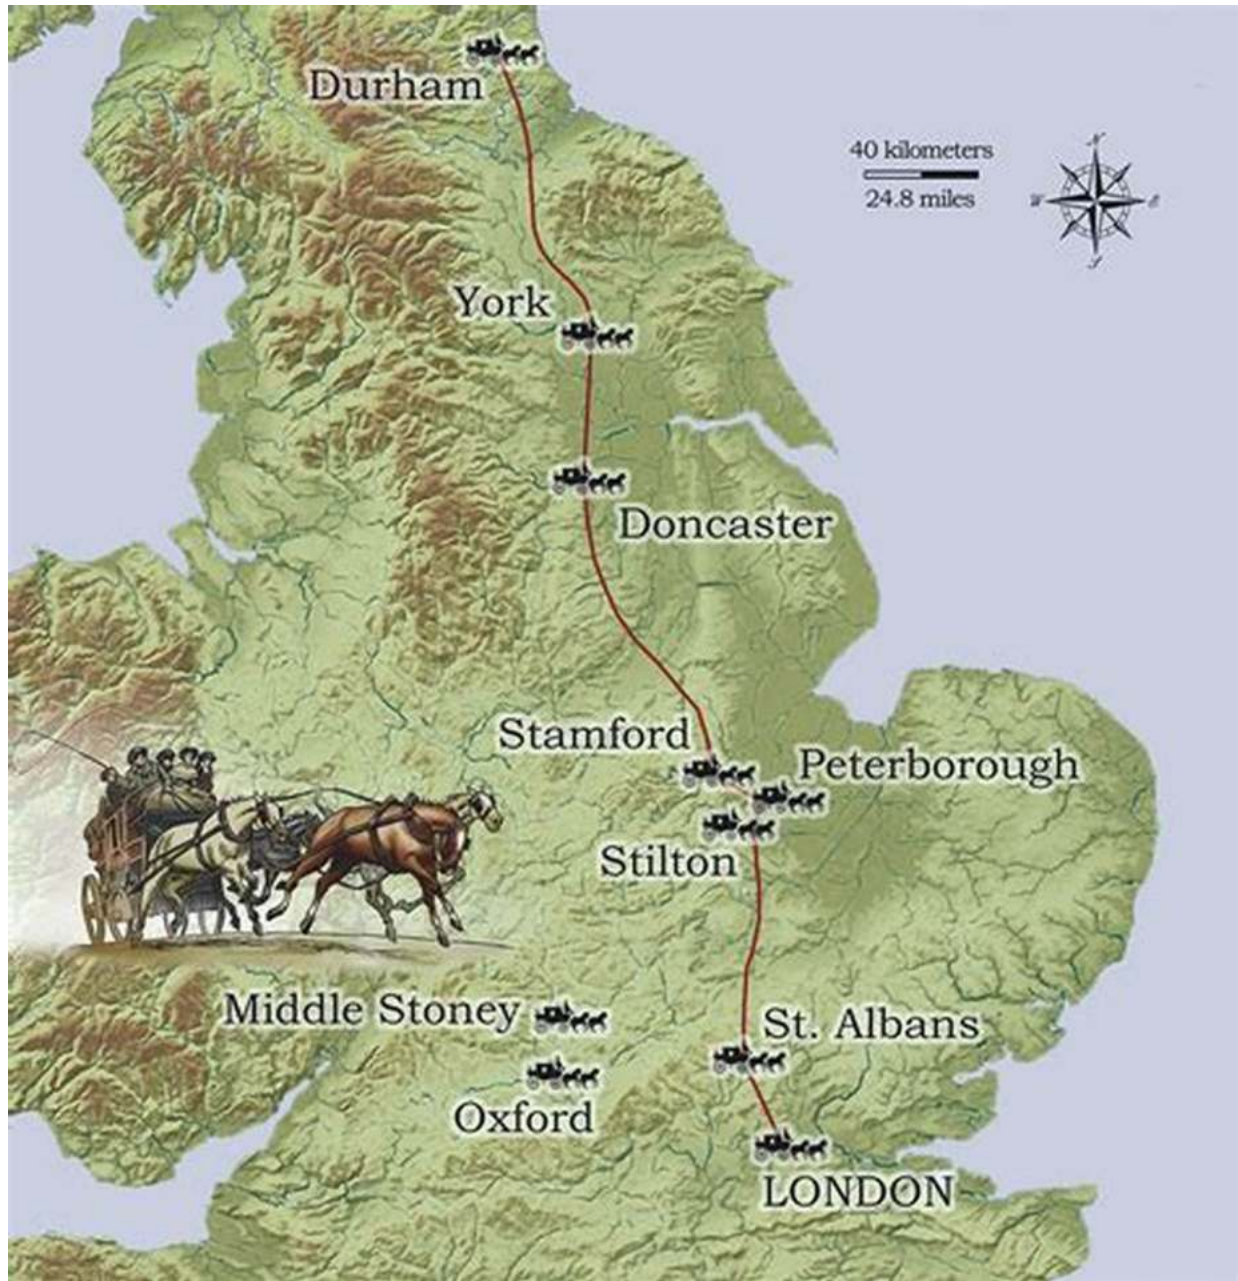 Durham
40 kilometers
24.8 miles
N
W
E
S
York
Doncaster
Stamford
Peterborough
Stilton
Middle Stoney
St. Albans
Oxford
LONDON